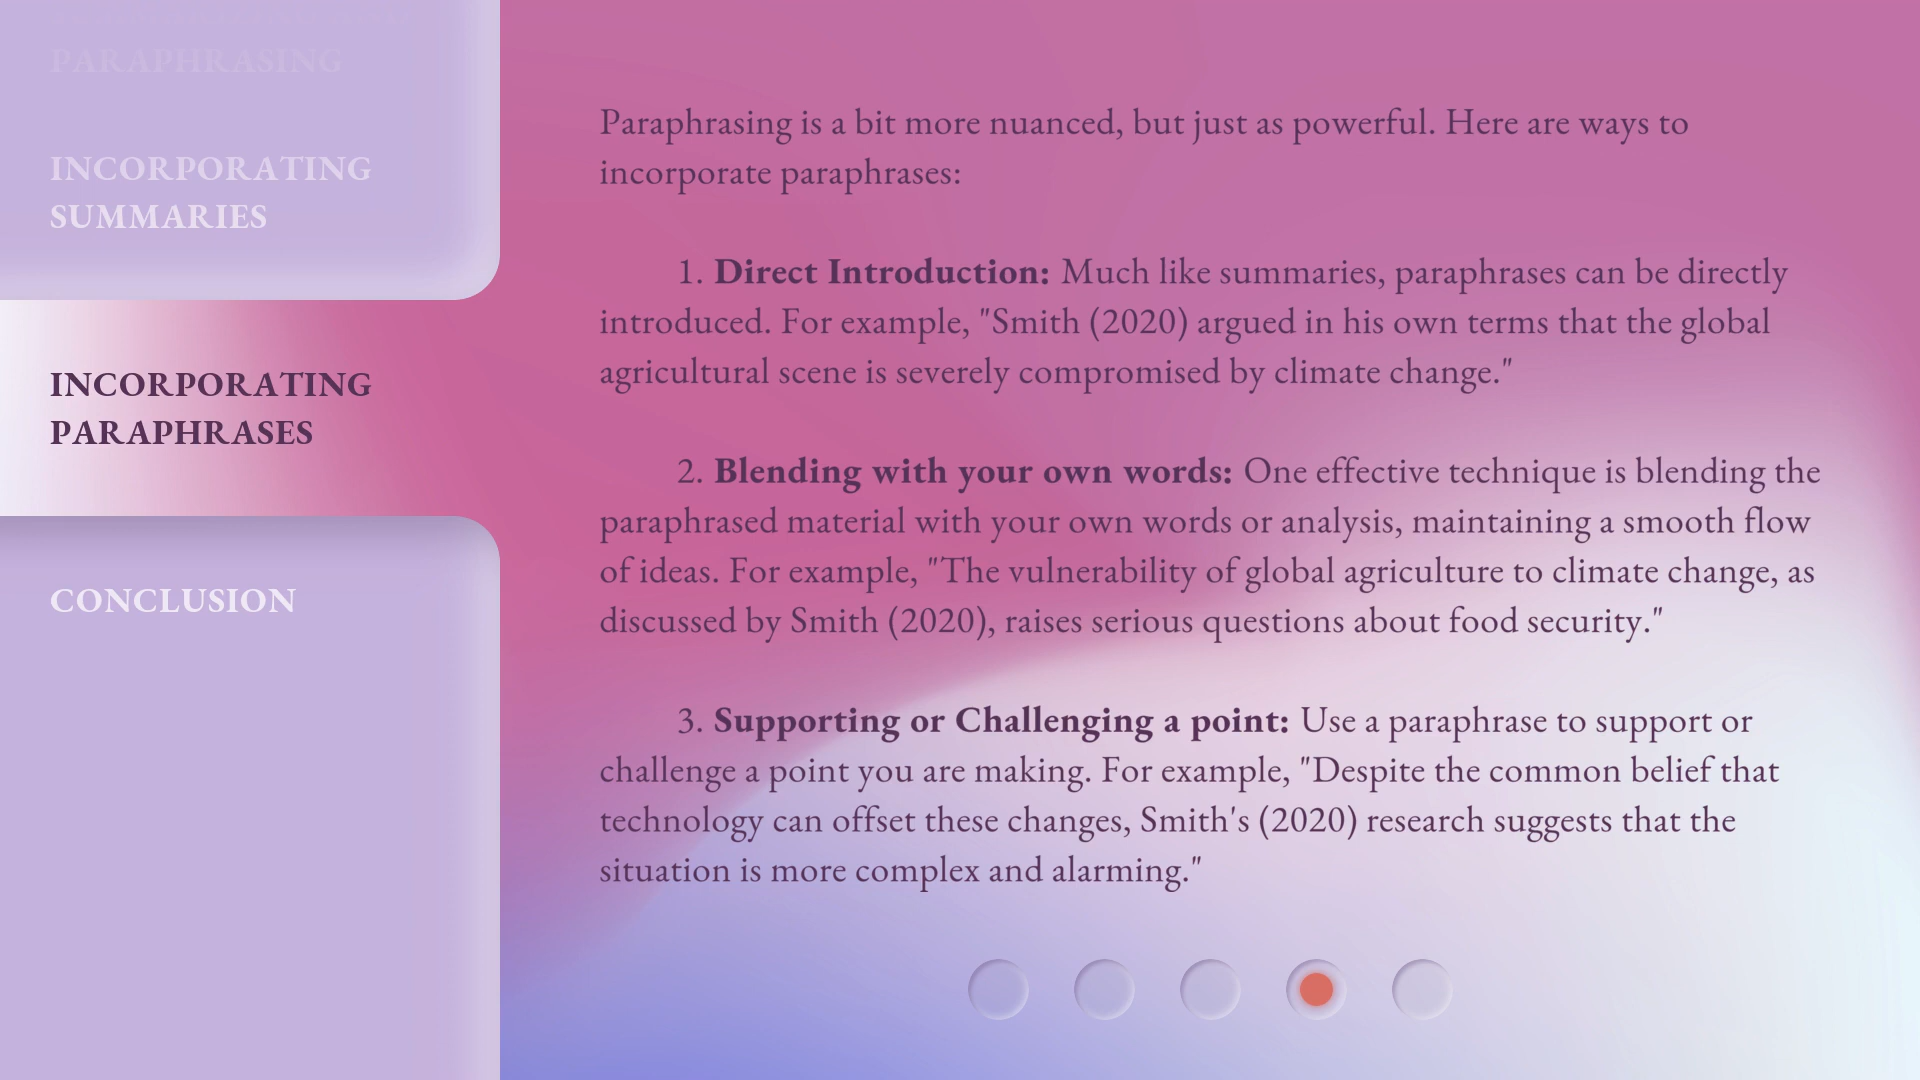 PARAPHRASING
INCORPORATING
SUMMARIES
INCORPORATING
PARAPHRASES
CONCLUSION
Paraphrasing is a bit more nuanced, but just as powerful. Here are ways to
incorporate paraphrases:
1. Direct Introduction: Much like summaries, paraphrases can be directly
introduced. For example, "Smith (2020) argued in his own terms that the global
agricultural scene is severely compromised by climate change."
2. Blending with your own words: One effective technique is blending the
paraphrased material with your own words or analysis, maintaining a smooth flow
of ideas. For example, "The vulnerability of global agriculture to climate change, as
discussed by Smith (2020), raises serious questions about food security."
3. Supporting or Challenging a point: Use a paraphrase to support or
challenge a point you are making. For example, "Despite the common belief that
technology can offset these changes, Smith's (2020) research suggests that the
situation is more complex and alarming."